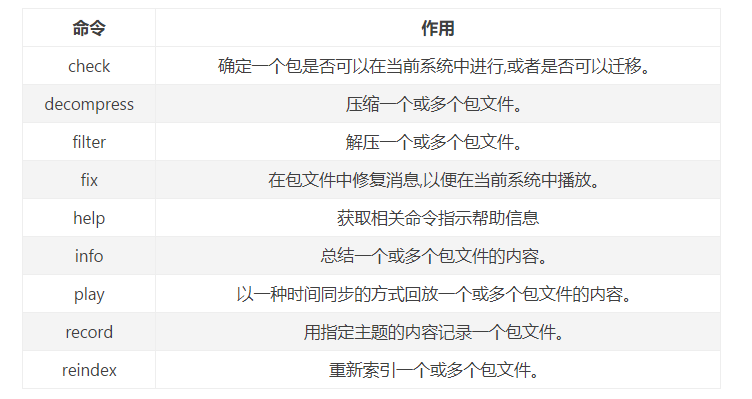 命令 作用
check 确定一个包是否可以在当前系统中进行,或者是否可以迁移。
decompress 压缩一个或多个包文件。
filter 解压一个或多个包文件。
fix 在包文件中修复消息,以便在当前系统中播放。
help 获取相关命令指示帮助信息
info 总结一个或多个包文件的内容。
play 以一种时间同步的方式回放一个或多个包文件的内容。
record 用指定主题的内容记录一个包文件。
reindex 重新索引一个或多个包文件。